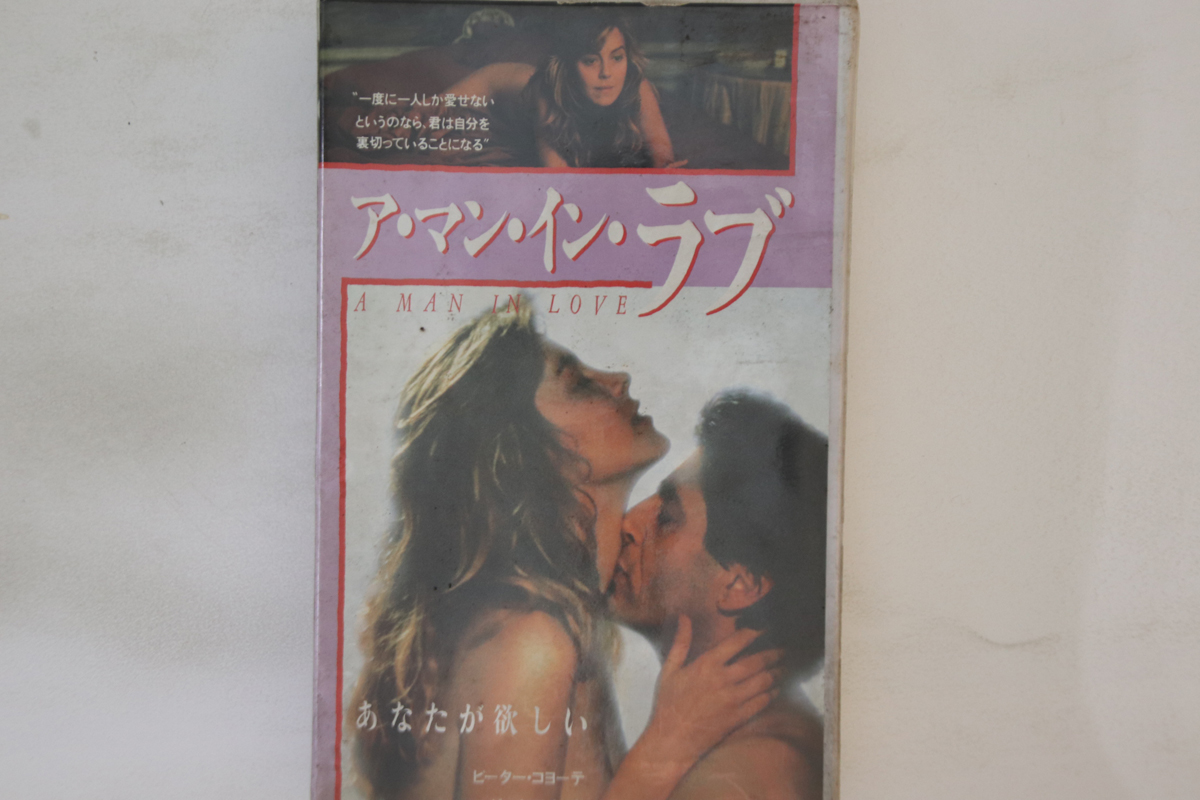 “一度に一人しか愛せない
というのなら、君は自分を
裏切っていることになる”
ア・マン・イン・ラブ
A MAN IN LOVE
あなたが欲しい
ピーター・コヨーテ